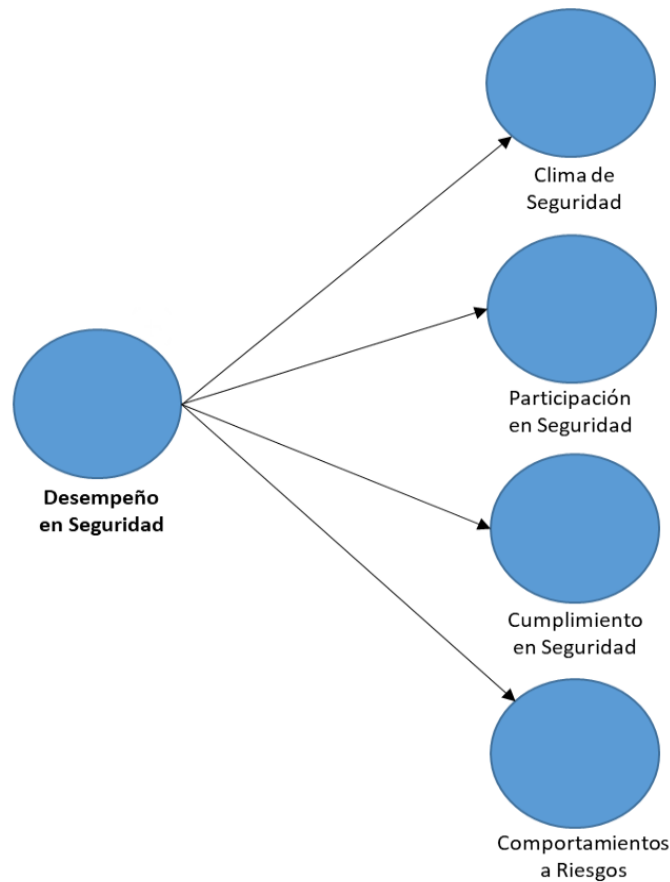 Clima de
Seguridad
Participación
en Seguridad
Desempeño
en Seguridad
Cumplimiento
en Seguridad
Comportamientos
a Riesgos